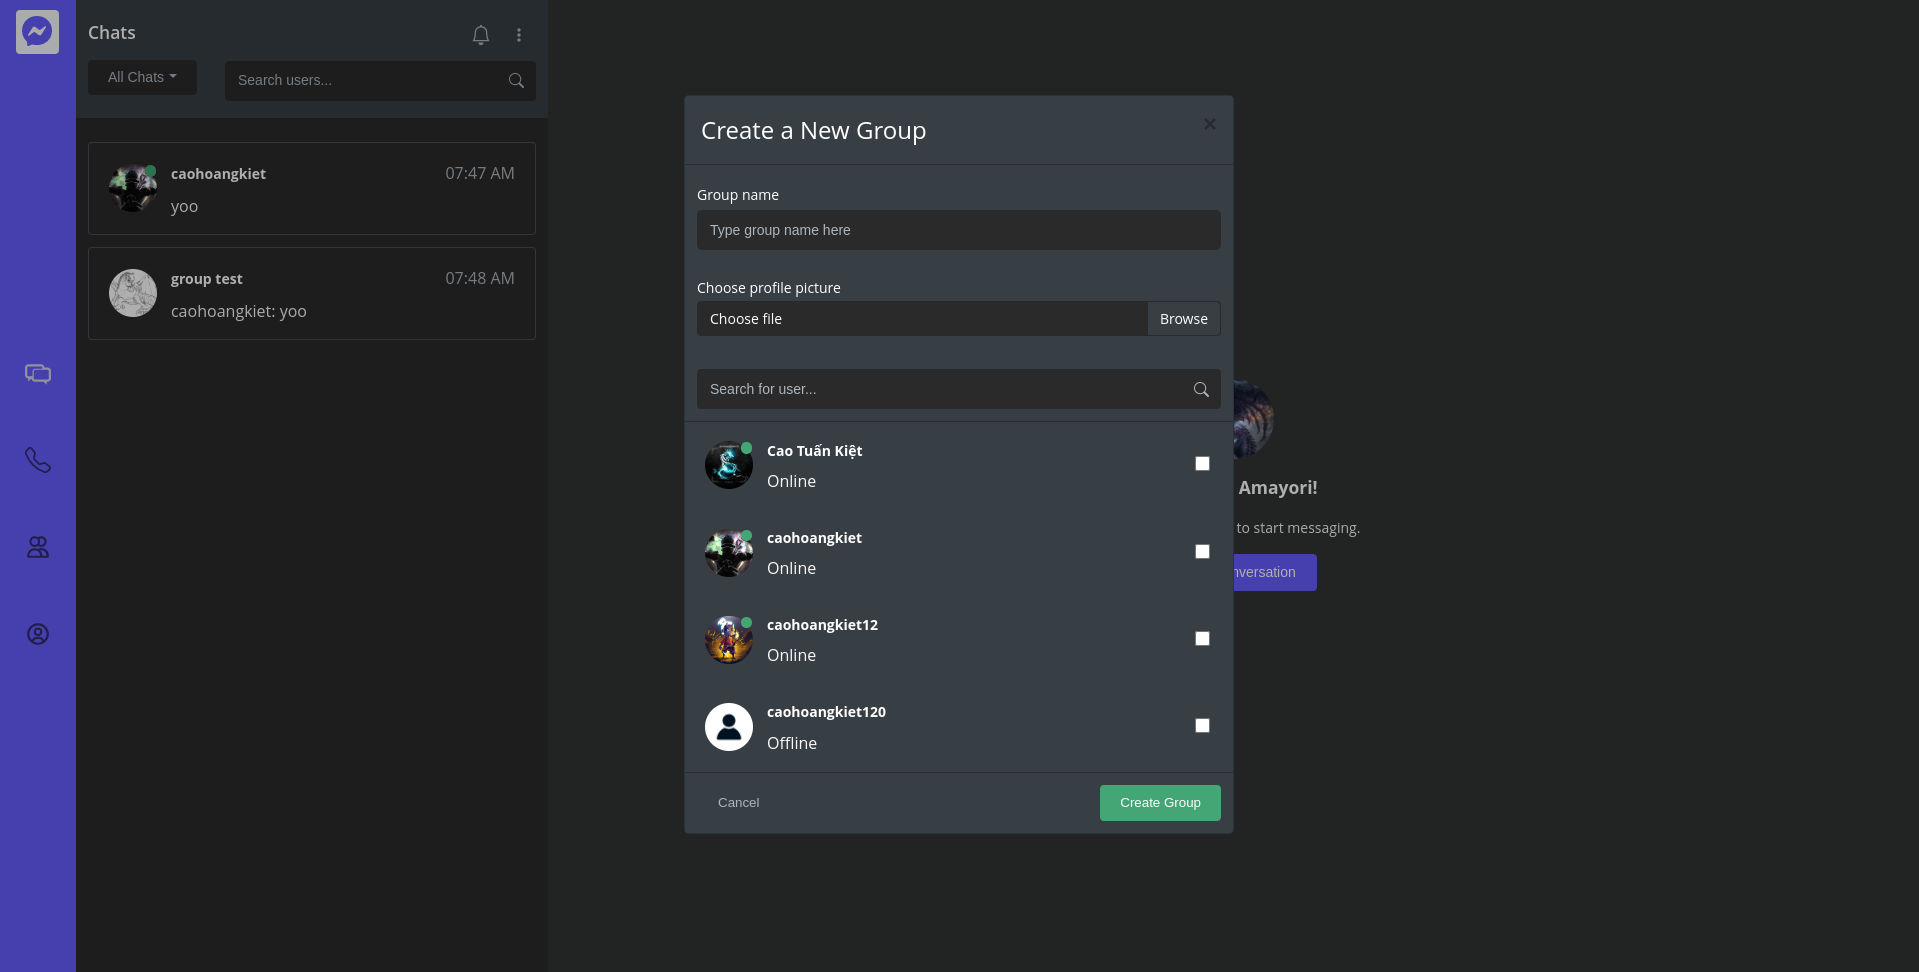 Chats
All Chats
Search users...
caohoangkiet 07:47 AM
yoo
group test 07:48 AM
caohoangkiet: yoo
Create a New Group
×
Group name
Type group name here
Choose profile picture
Choose file Browse
Search for user...
Cao Tuấn Kiệt
Online
caohoangkiet
Online
caohoangkiet12
Online
caohoangkiet120
Offline
Cancel Create Group
Amayori!
to start messaging.
nversation